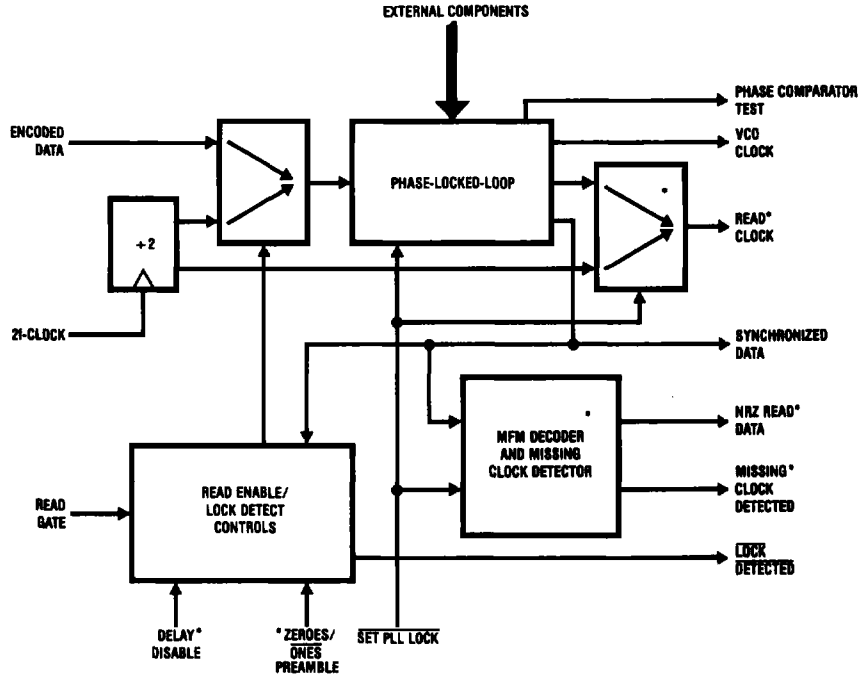 EXTERNAL COMPONENTS
PHASE COMPARATOR
TEST
ENCODED
DATA
VCO
CLOCK
PHASE-LOCKED-LOOP
*
READ*
CLOCK
÷2
2f-CLOCK
SYNCHRONIZED
DATA
*
MFM DECODER
AND MISSING
CLOCK DETECTOR
NRZ READ*
DATA
READ ENABLE/
LOCK DETECT
CONTROLS
MISSING*
CLOCK
DETECTED
READ
GATE
LOCK
DETECTED
DELAY*
DISABLE
*ZEROES/
ONES
PREAMBLE
SET PLL LOCK